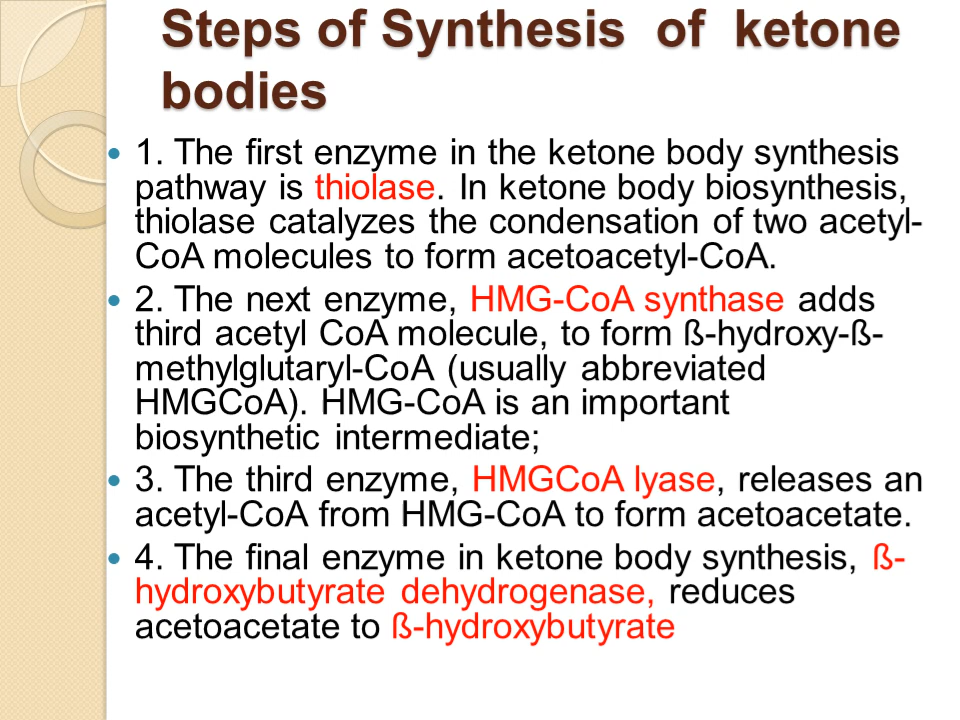 Steps of Synthesis of ketone
bodies
• 1. The first enzyme in the ketone body synthesis
pathway is thiolase. In ketone body biosynthesis,
thiolase catalyzes the condensation of two acetyl-
CoA molecules to form acetoacetyl-CoA.
• 2. The next enzyme, HMG-CoA synthase adds
third acetyl CoA molecule, to form ß-hydroxy-ß-
methylglutaryl-CoA (usually abbreviated
HMGCoA). HMG-CoA is an important
biosynthetic intermediate;
• 3. The third enzyme, HMGCoA lyase, releases an
acetyl-CoA from HMG-CoA to form acetoacetate.
• 4. The final enzyme in ketone body synthesis, ß-
hydroxybutyrate dehydrogenase, reduces
acetoacetate to ß-hydroxybutyrate